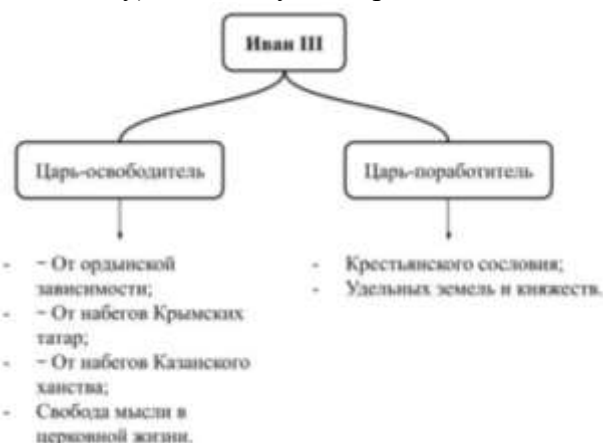 Иван III
Царь-освободитель
Царь-поработитель
- − От ордынской
зависимости;
- − От набегов Крымских
татар;
- − От набегов Казанского
ханства;
- Свобода мысли в
церковной жизни.
- Крестьянского сословия;
- Удельных земель и княжеств.